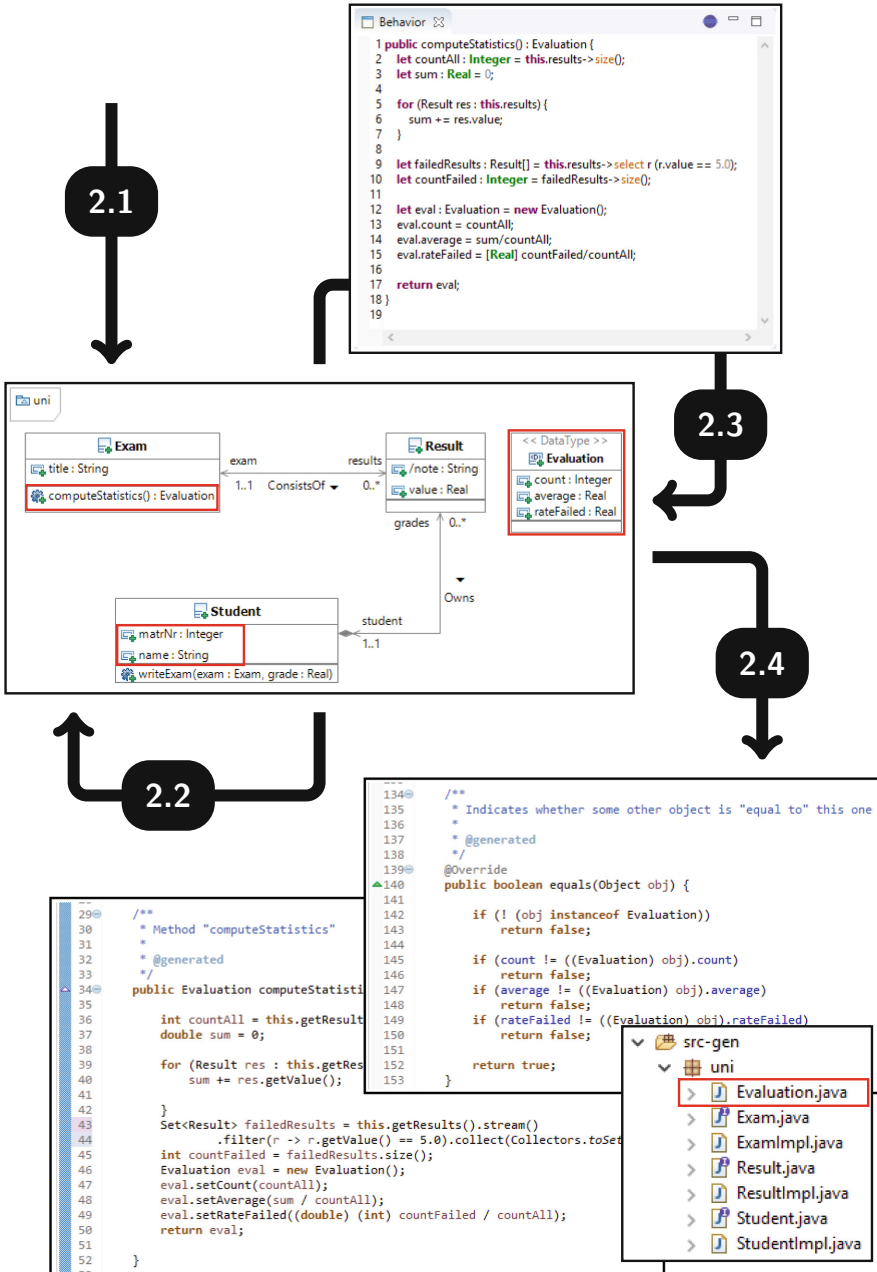 Behavior
1 public computeStatistics() : Evaluation {
2 let countAll : Integer = this.results->size();
3 let sum : Real = 0;
4
5 for (Result res : this.results) {
6 sum += res.value;
7 }
8
9 let failedResults : Result[] = this.results->select r (r.value == 5.0);
10 let countFailed : Integer = failedResults->size();
11
12 let eval : Evaluation = new Evaluation();
13 eval.count = countAll;
14 eval.average = sum/countAll;
15 eval.rateFailed = [Real] countFailed/countAll;
16
17 return eval;
18 }
19
2.1
2.3
uni
Exam
title : String
computeStatistics() : Evaluation
exam
results
1..1
ConsistsOf
0..*
Result
/note : String
value : Real
<< DataType >>
Evaluation
count : Integer
average : Real
rateFailed : Real
grades
0..*
Owns
Student
matrNr : Integer
name : String
writeExam(exam : Exam, grade : Real)
student
1..1
2.4
2.2
134 /**
135 * Indicates whether some other object is "equal to" this one
136 *
137 * @generated
138 */
139 @Override
140 public boolean equals(Object obj) {
141
142 if (! (obj instanceof Evaluation))
143 return false;
144
145 if (count != ((Evaluation) obj).count)
146 return false;
147 if (average != ((Evaluation) obj).average)
148 return false;
149 if (rateFailed != ((Evaluation) obj).rateFailed)
150 return false;
151
152 return true;
153 }
29 /**
30 * Method "computeStatistics"
31 *
32 * @generated
33 */
34 public Evaluation computeStatisti
35
36 int countAll = this.getResult
37 double sum = 0;
38
39 for (Result res : this.getRes
40 sum += res.getValue();
41
42 }
43 Set<Result> failedResults = this.getResults().stream()
44 .filter(r -> r.getValue() == 5.0).collect(Collectors.toSet
45 int countFailed = failedResults.size();
46 Evaluation eval = new Evaluation();
47 eval.setCount(countAll);
48 eval.setAverage(sum / countAll);
49 eval.setRateFailed((double) (int) countFailed / countAll);
50 return eval;
51
52 }
src-gen
uni
Evaluation.java
Exam.java
ExamImpl.java
Result.java
ResultImpl.java
Student.java
StudentImpl.java